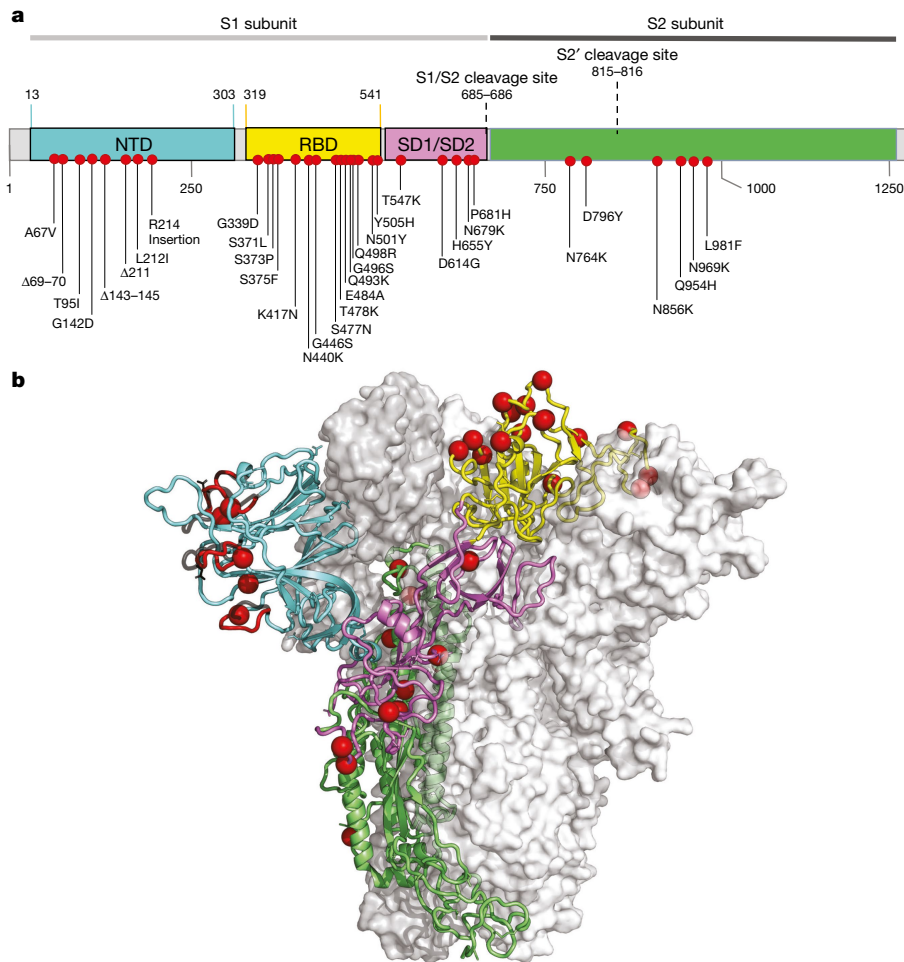 a
S1 subunit
S2 subunit
S2′ cleavage site
815–816
S1/S2 cleavage site
685–686
13
303
319
541
NTD
RBD
SD1/SD2
1
250
750
1000
1250
A67V
Δ69–70
T95I
G142D
Δ143–145
Δ211
L212I
R214
Insertion
G339D
S371L
S373P
S375F
K417N
N440K
G446S
S477N
T478K
E484A
Q493K
G496S
Q498R
N501Y
Y505H
T547K
D614G
H655Y
N679K
P681H
N764K
D796Y
N856K
Q954H
N969K
L981F
b